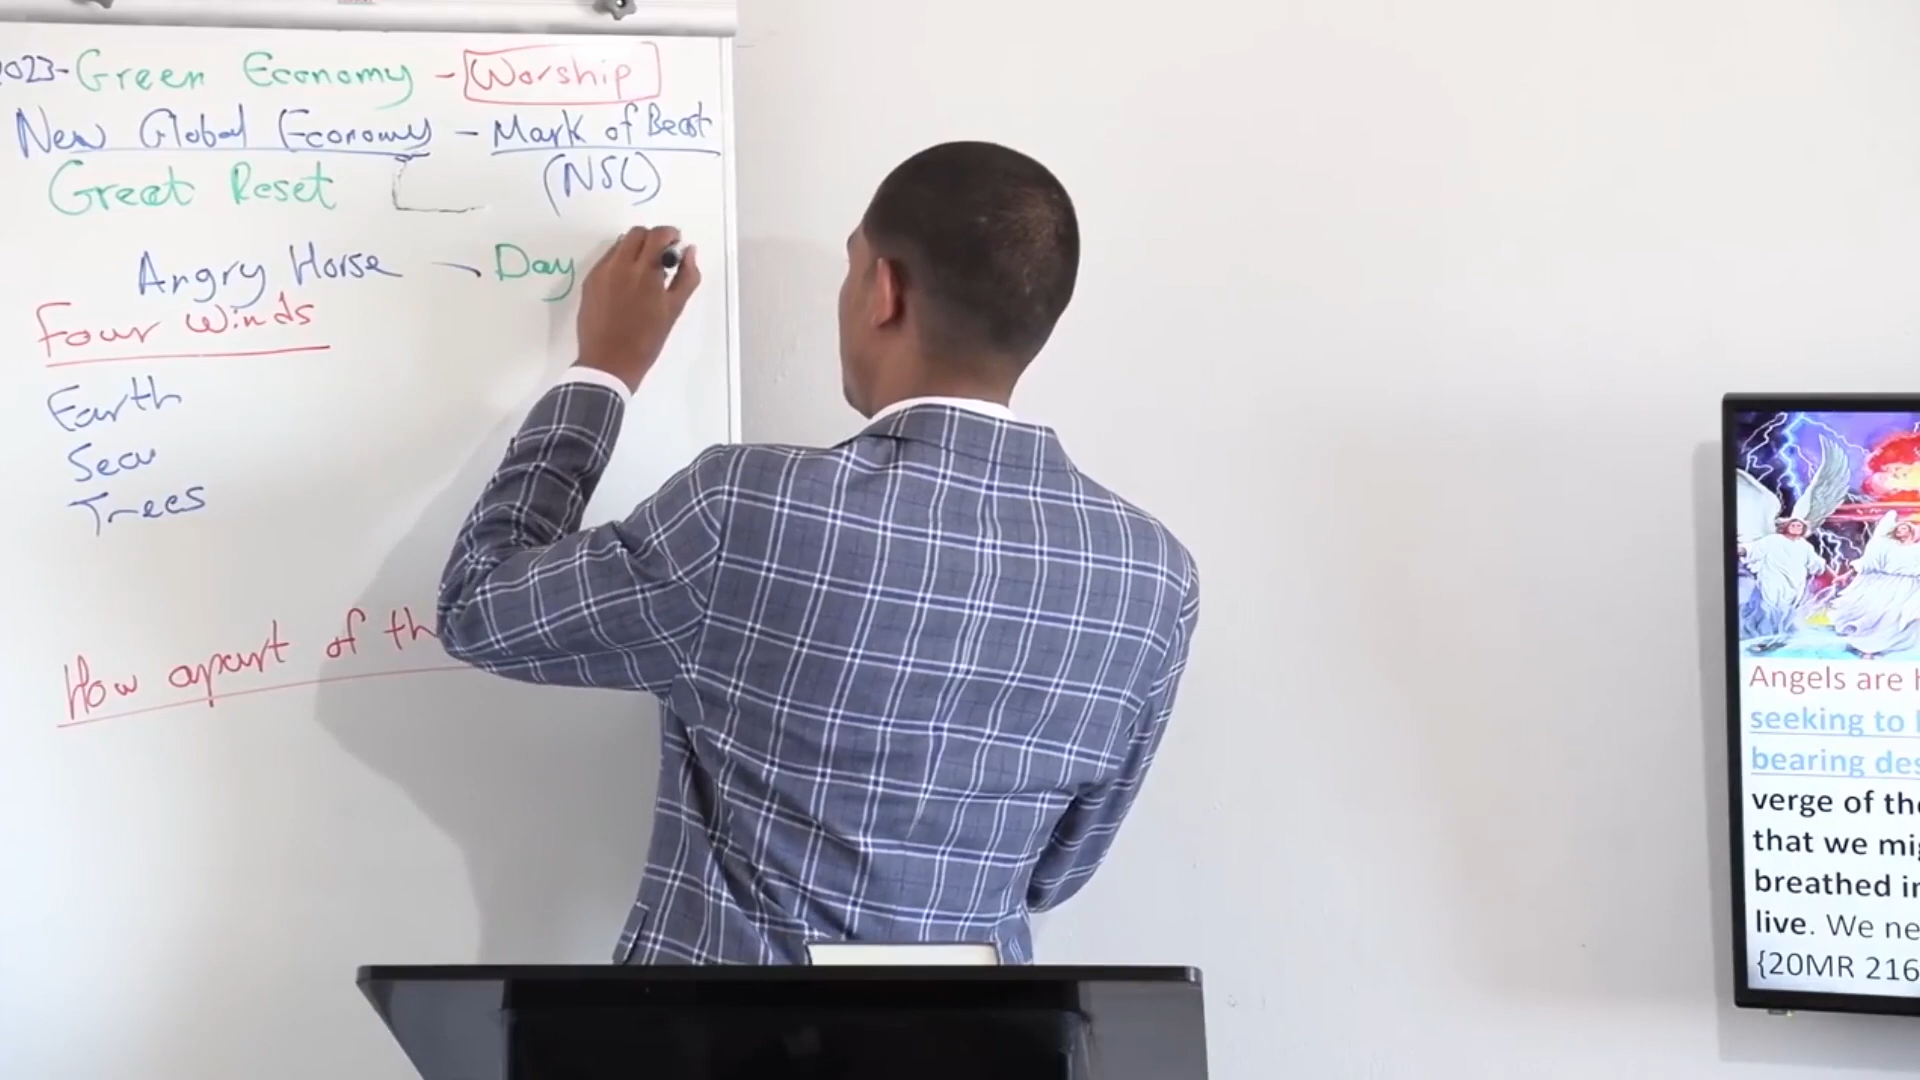 2023-Green Economy - Worship
New Global Economy - Mark of Beast
Great Reset (NSL)
Angry Horse - Day
Four Winds
Earth
Sea
Trees
How apart of th
Angels are
seeking to
bearing des
verge of the
that we mig
breathed in
live. We ne
{20MR 216